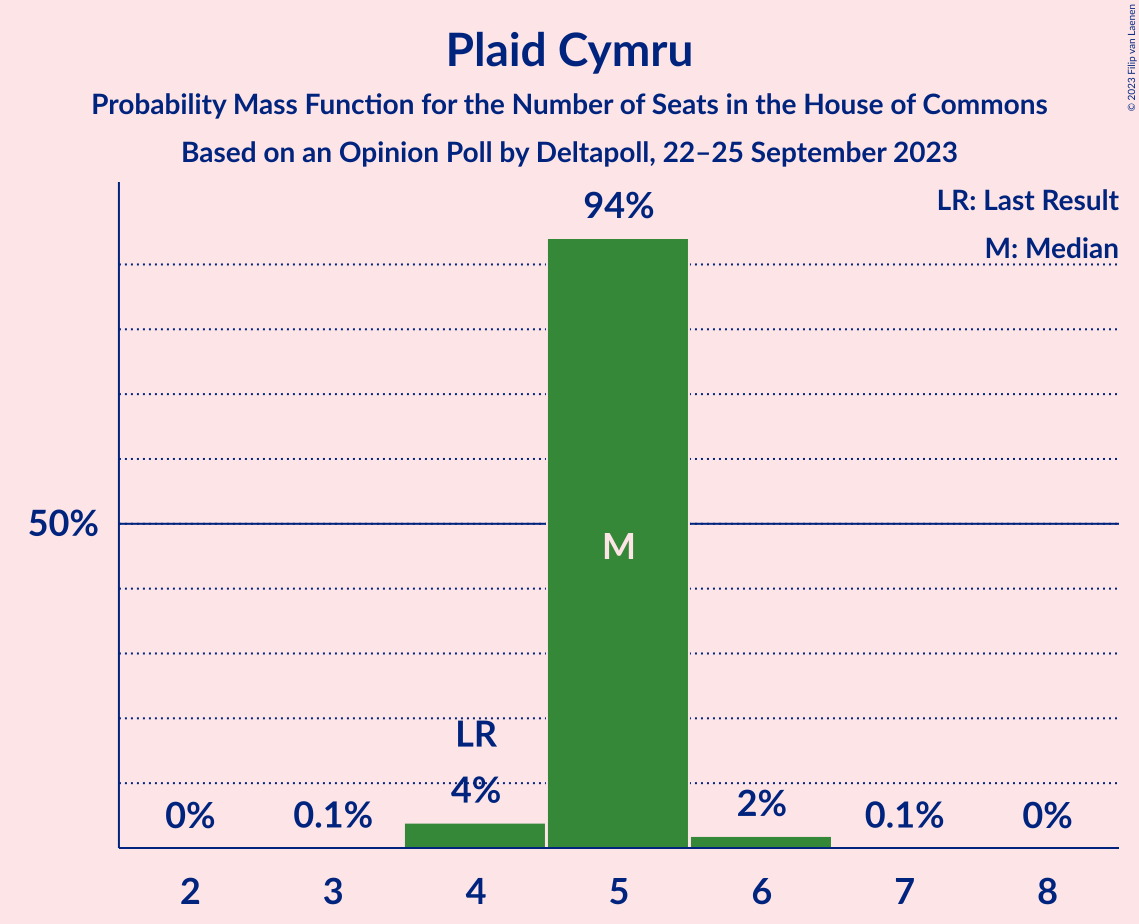 Plaid Cymru
Probability Mass Function for the Number of Seats in the House of Commons
Based on an Opinion Poll by Deltapoll, 22–25 September 2023
© 2023 Filip van Laenen
LR: Last Result
M: Median
94%
50%
M
LR
4%
0%
0.1%
2%
0.1%
0%
2 3 4 5 6 7 8